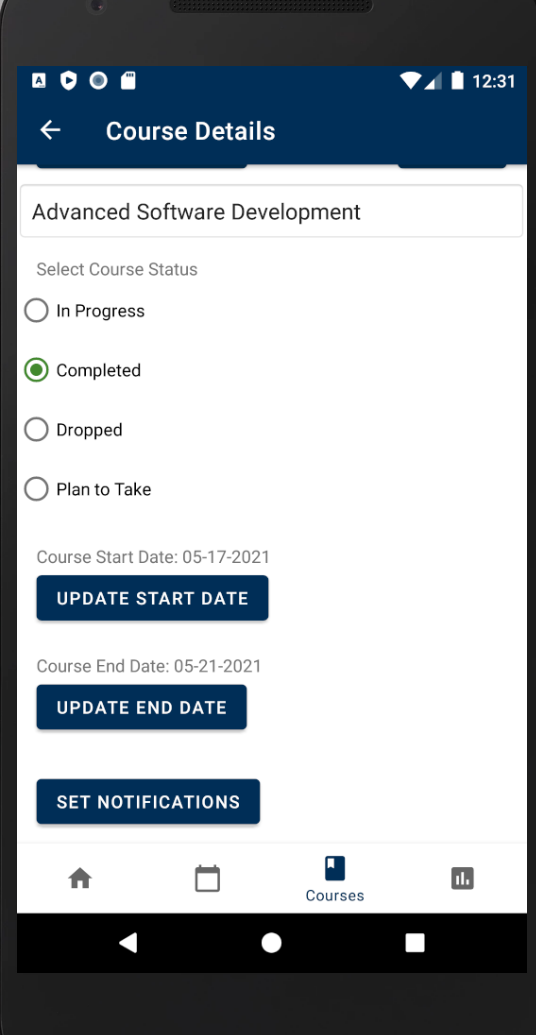 12:31
Course Details
Advanced Software Development
Select Course Status
In Progress
Completed
Dropped
Plan to Take
Course Start Date: 05-17-2021
UPDATE START DATE
Course End Date: 05-21-2021
UPDATE END DATE
SET NOTIFICATIONS
Courses